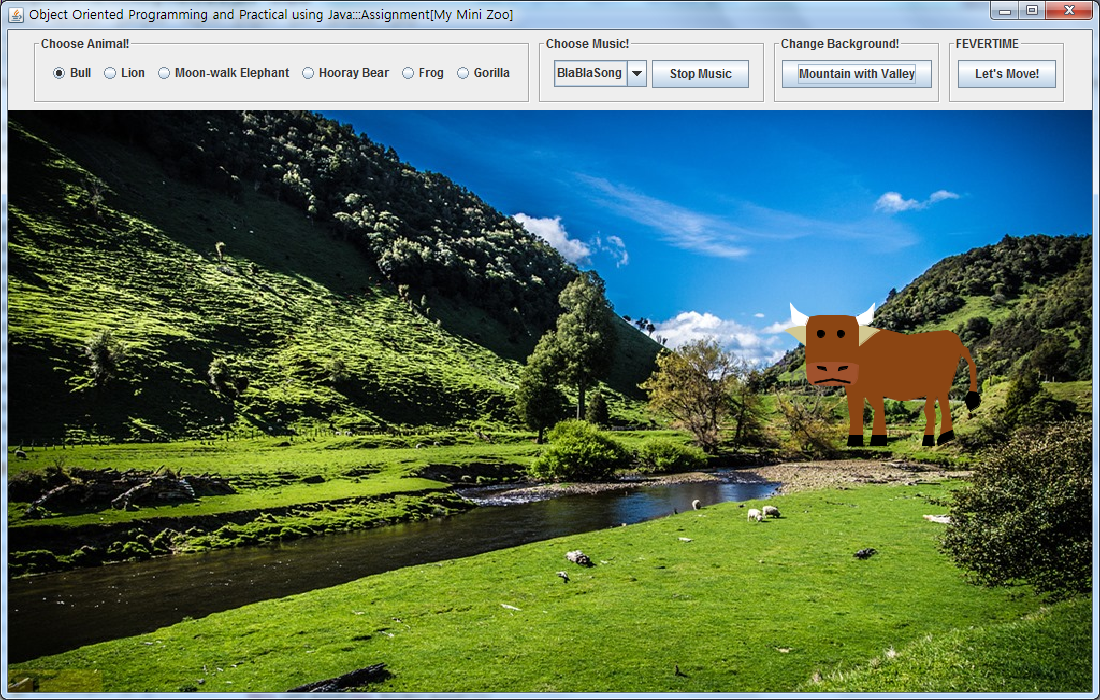 Object Oriented Programming and Practical using Java:::Assignment[My Mini Zoo]
Choose Animal! Choose Music! Change Background! FEVERTIME
Bull Lion Moon-walk Elephant Hooray Bear Frog Gorilla BlaBlaSong Stop Music Mountain with Valley Let's Move!